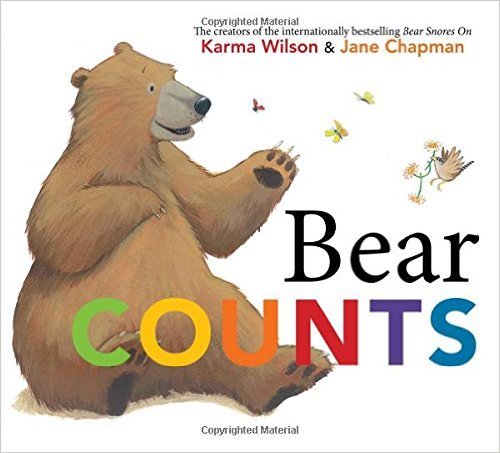 Copyrighted Material
The creators of the internationally bestselling Bear Snores On
Karma Wilson & Jane Chapman
Bear
COUNTS
Copyrighted Material